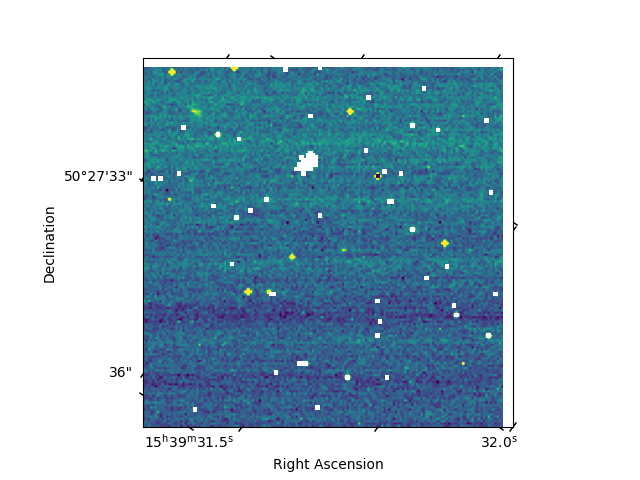 50°27'33"
Declination
36"
15ʰ39ᵐ31.5ˢ
32.0ˢ
Right Ascension